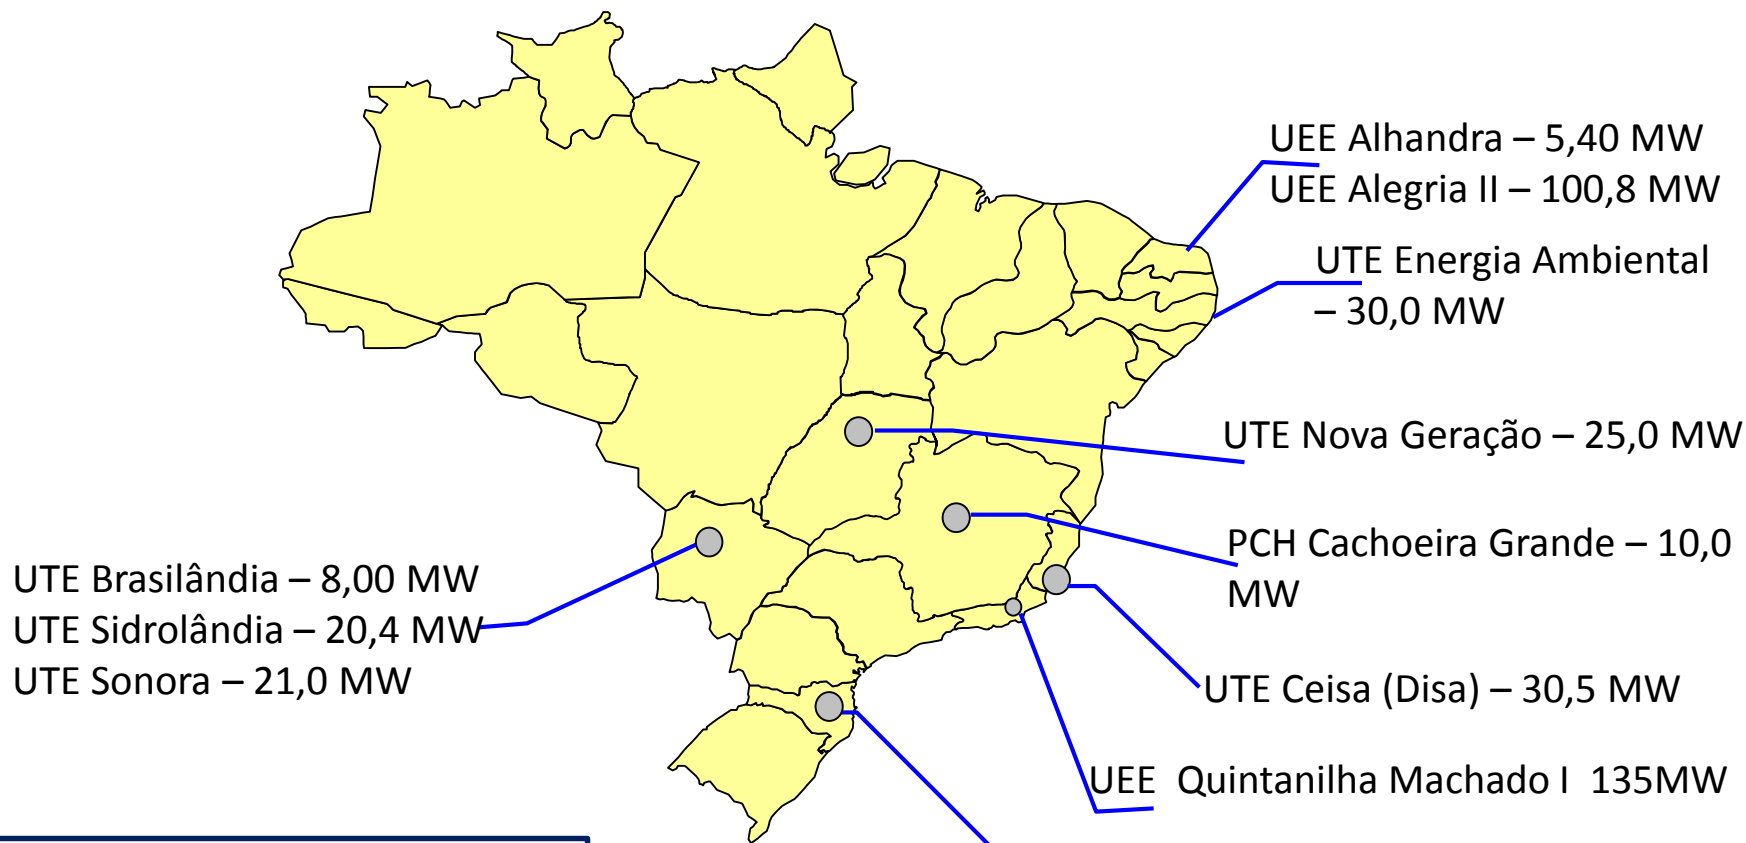 UEE Alhandra – 5,40 MW
UEE Alegria II – 100,8 MW
UTE Energia Ambiental
– 30,0 MW
UTE Nova Geração – 25,0 MW
PCH Cachoeira Grande – 10,0
MW
UTE Brasilândia – 8,00 MW
UTE Sidrolândia – 20,4 MW
UTE Sonora – 21,0 MW
UTE Ceisa (Disa) – 30,5 MW
UEE Quintanilha Machado I 135MW